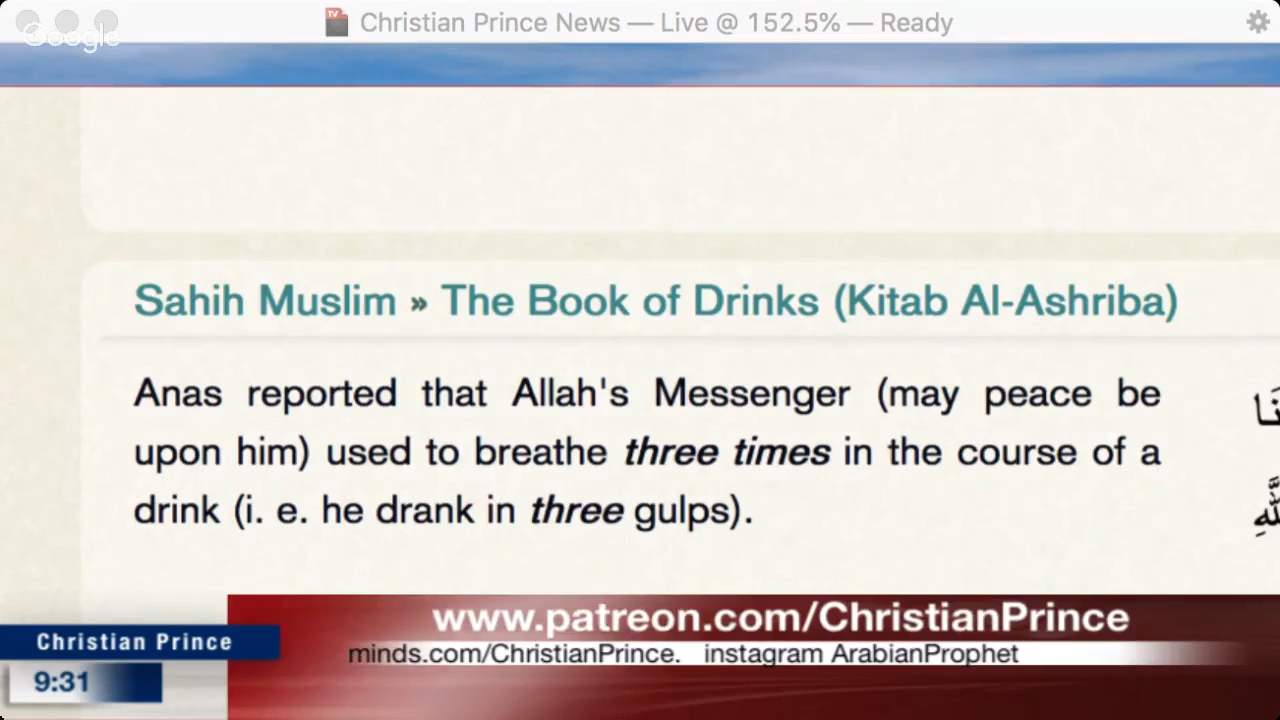 Christian Prince News — Live @ 152.5% — Ready
Google
TV
Sahih Muslim » The Book of Drinks (Kitab Al-Ashriba)
Anas reported that Allah's Messenger (may peace be
upon him) used to breathe three times in the course of a
drink (i. e. he drank in three gulps).
www.patreon.com/ChristianPrince
Christian Prince
minds.com/ChristianPrince. instagram ArabianProphet
9:31